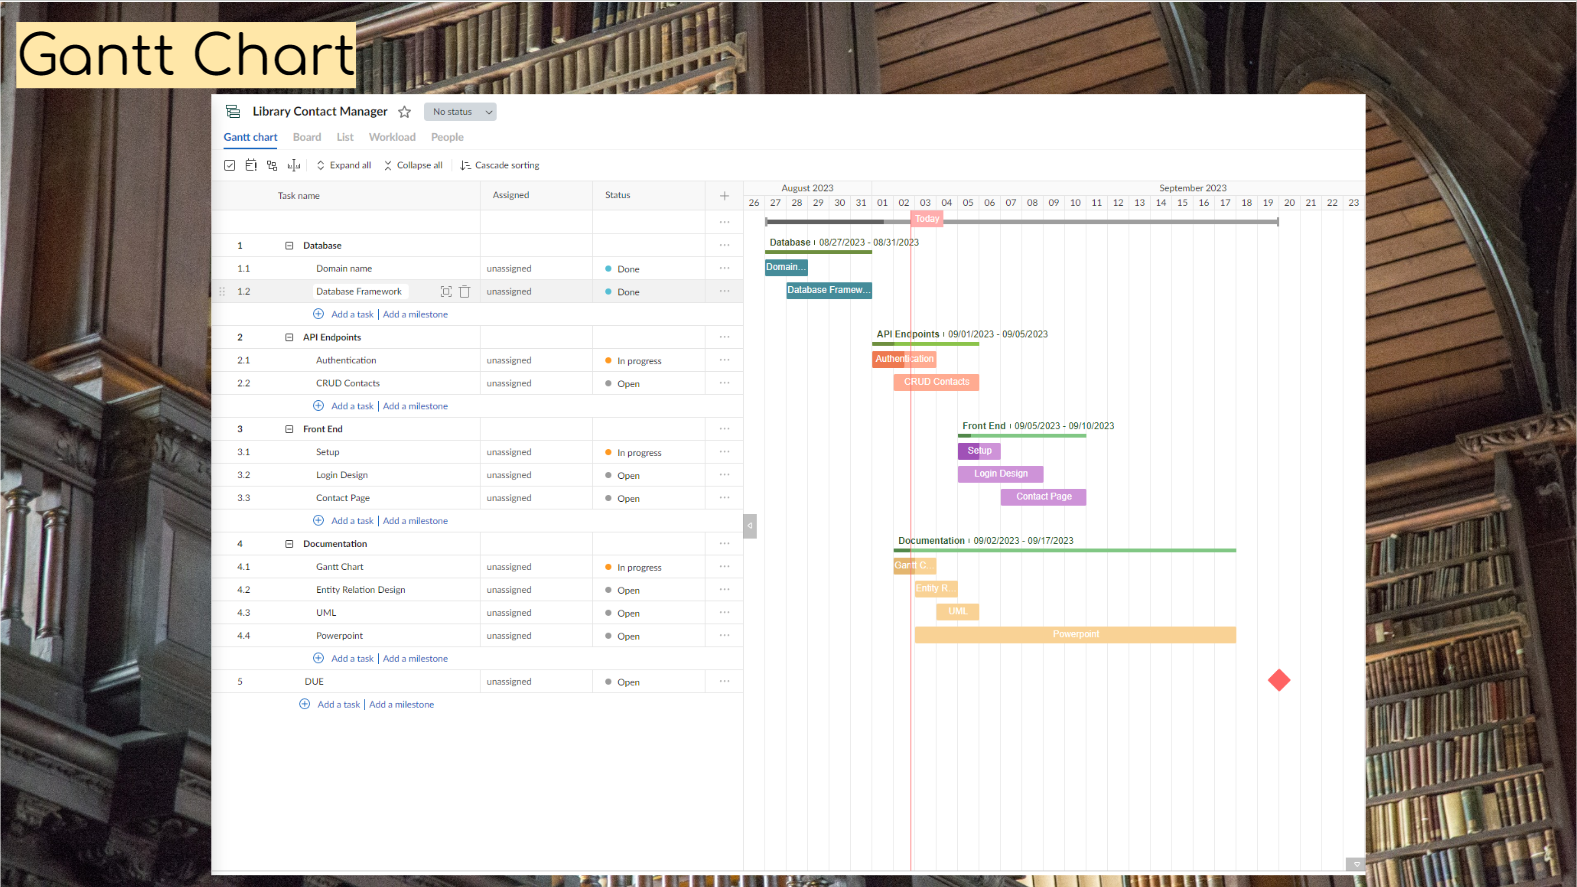 Gantt Chart
Library Contact Manager No status
Gantt chart Board List Workload People
Expand all Collapse all Cascade sorting
Task name Assigned Status
August 2023 September 2023
26 27 28 29 30 31 01 02 03 04 05 06 07 08 09 10 11 12 13 14 15 16 17 18 19 20 21 22 23
Today
1 Database Database 08/27/2023 - 08/31/2023
1.1 Domain name unassigned Done Domain...
1.2 Database Framework unassigned Done Database Framew...
Add a task | Add a milestone
2 API Endpoints API Endpoints 09/01/2023 - 09/05/2023
2.1 Authentication unassigned In progress Authentication
2.2 CRUD Contacts unassigned Open CRUD Contacts
Add a task | Add a milestone
3 Front End Front End 09/05/2023 - 09/10/2023
3.1 Setup unassigned In progress Setup
3.2 Login Design unassigned Open Login Design
3.3 Contact Page unassigned Open Contact Page
Add a task | Add a milestone
4 Documentation Documentation 09/02/2023 - 09/17/2023
4.1 Gantt Chart unassigned In progress Gantt C...
4.2 Entity Relation Design unassigned Open Entity R...
4.3 UML unassigned Open UML
4.4 Powerpoint unassigned Open Powerpoint
Add a task | Add a milestone
5 DUE unassigned Open
Add a task | Add a milestone